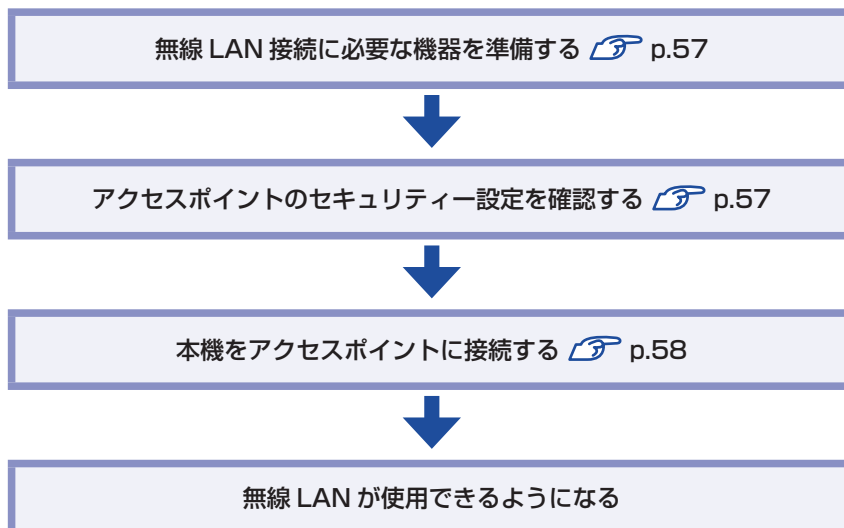 無線 LAN 接続に必要な機器を準備する p.57
アクセスポイントのセキュリティー設定を確認する p.57
本機をアクセスポイントに接続する p.58
無線 LAN が使用できるようになる